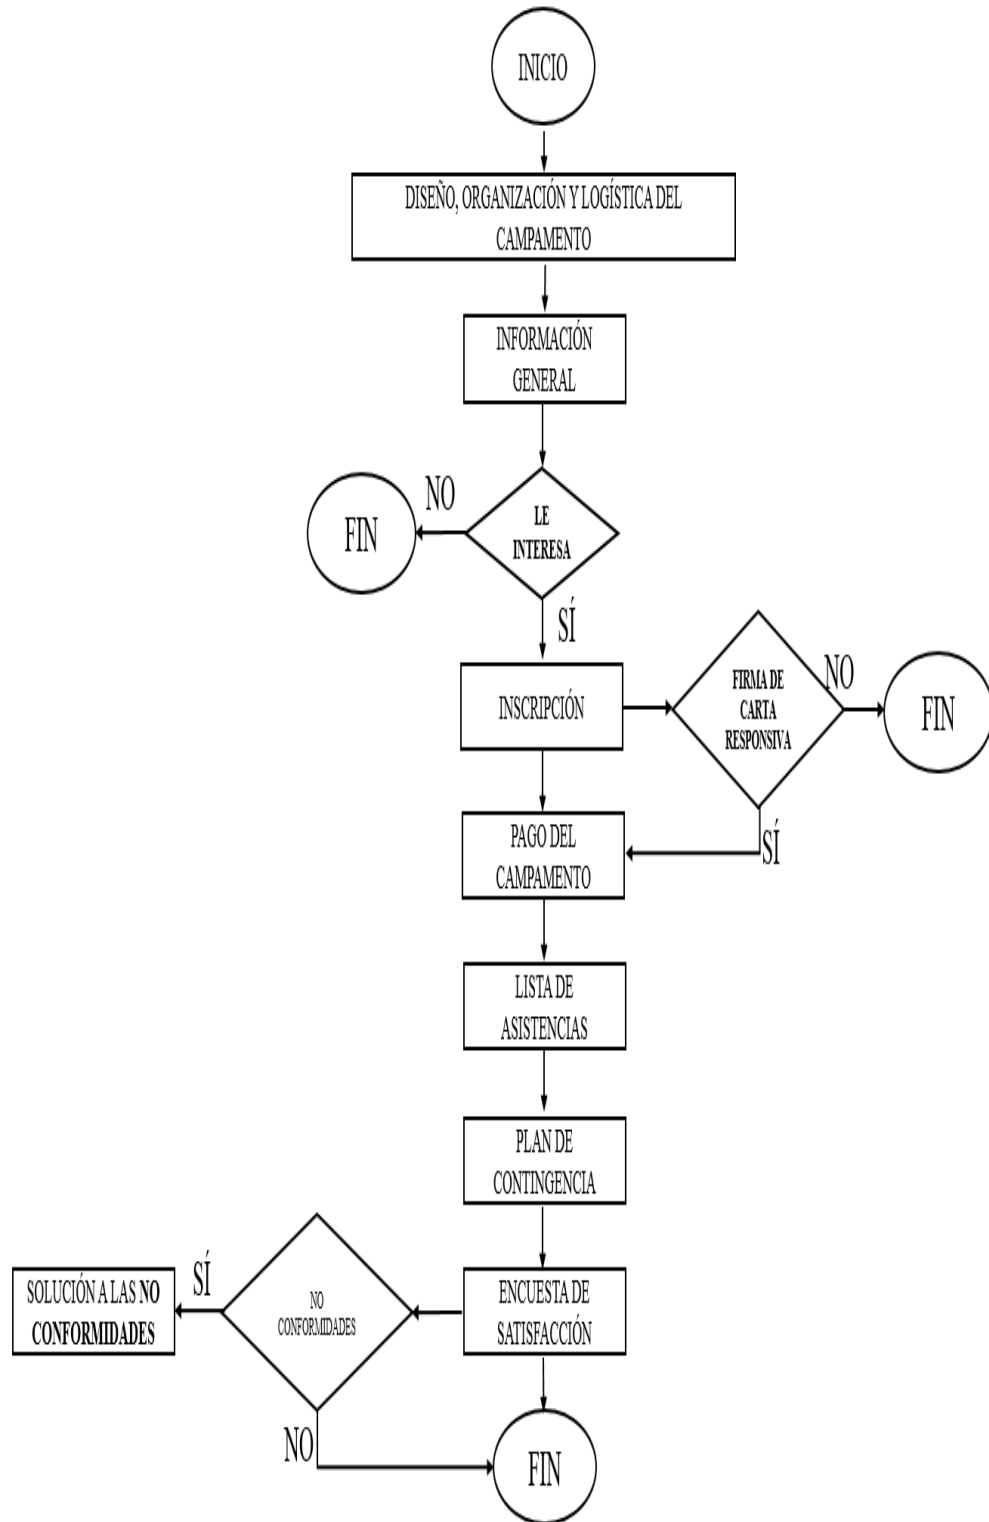 INICIO
DISEÑO, ORGANIZACIÓN Y LOGÍSTICA DEL
CAMPAMENTO
INFORMACIÓN
GENERAL
NO
FIN
LE
INTERESA
SÍ
INSCRIPCIÓN
FIRMA DE
CARTA
RESPONSIVA
NO
FIN
PAGO DEL
CAMPAMENTO
SÍ
LISTA DE
ASISTENCIAS
PLAN DE
CONTINGENCIA
SOLUCIÓN A LAS NO
CONFORMIDADES
SÍ
NO
CONFORMIDADES
ENCUESTA DE
SATISFACCIÓN
NO
FIN